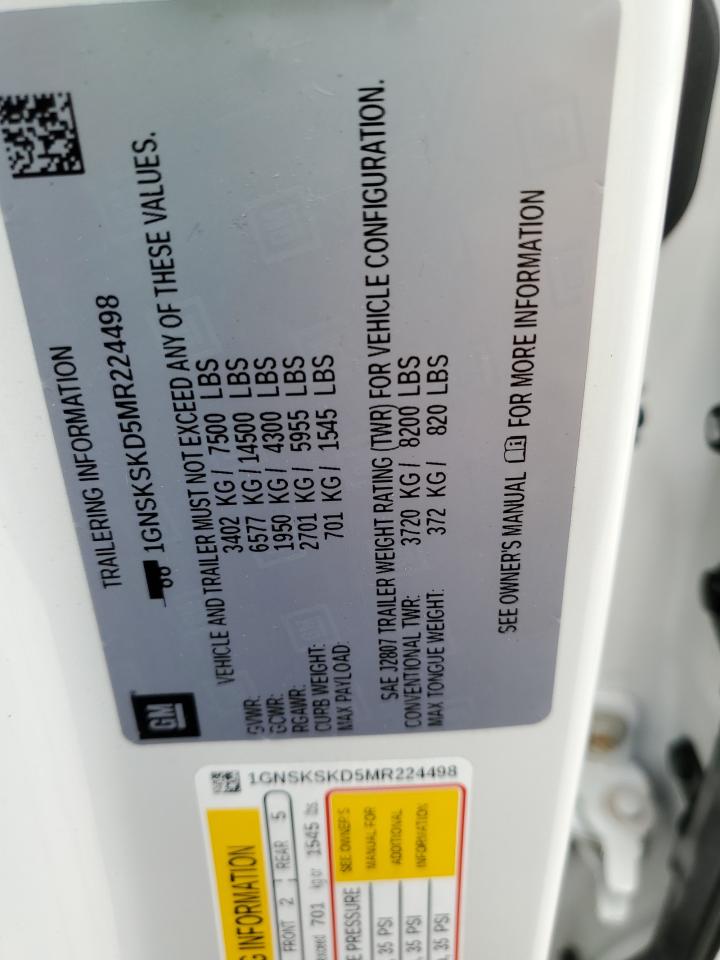 TRAILERING INFORMATION
1GNSKSKD5MR224498
VEHICLE AND TRAILER MUST NOT EXCEED ANY OF THESE VALUES.
GVWR: 3402 KG / 7500 LBS
GCWR: 6577 KG / 14500 LBS
RGAWR: 1950 KG / 4300 LBS
CURB WEIGHT: 2701 KG / 5955 LBS
MAX PAYLOAD: 701 KG / 1545 LBS
SAE J2807 TRAILER WEIGHT RATING (TWR) FOR VEHICLE CONFIGURATION.
CONVENTIONAL TWR: 3720 KG / 8200 LBS
MAX TONGUE WEIGHT: 372 KG / 820 LBS
SEE OWNER'S MANUAL FOR MORE INFORMATION
GM
1GNSKSKD5MR224498
INFORMATION
FRONT 2 REAR 5
701 kg or 1545 lbs
PRESSURE
35 PSI
35 PSI
35 PSI
SEE OWNER'S
MANUAL FOR
ADDITIONAL
INFORMATION